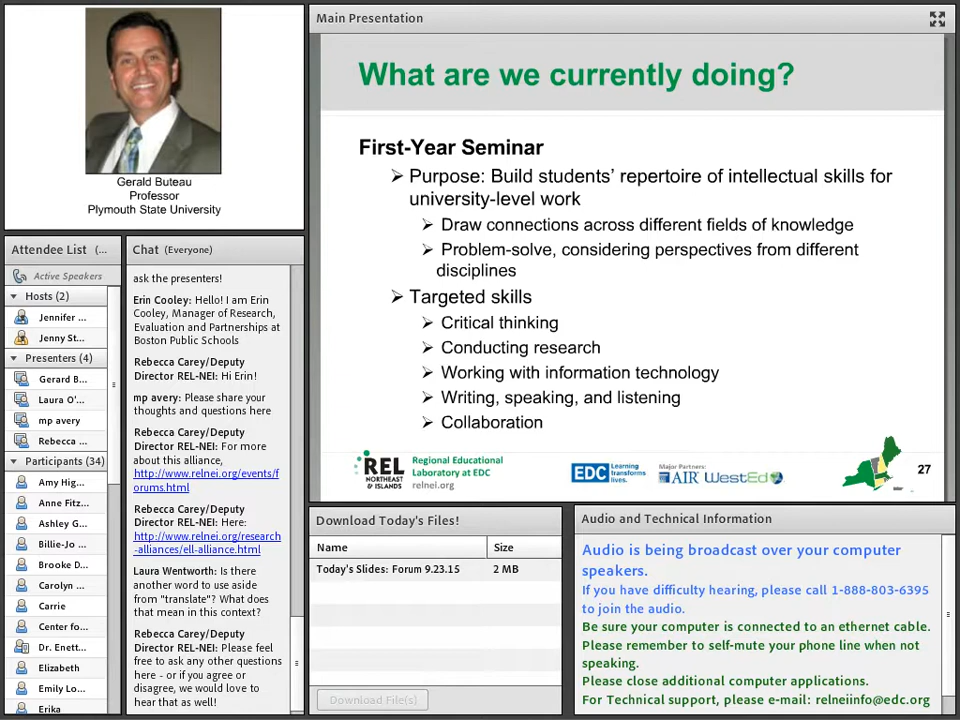 Gerald Buteau
Professor
Plymouth State University
Attendee List (...
Active Speakers
Hosts (2)
Jennifer ...
Jenny St...
Presenters (4)
Gerard B...
Laura O'...
mp avery
Rebecca ...
Participants (34)
Amy Hig...
Anne Fitz...
Ashley G...
Billie-Jo ...
Brooke D...
Carolyn ...
Carrie
Center fo...
Dr. Enett...
Elizabeth
Emily Lo...
Erika
Chat (Everyone)
ask the presenters!
Erin Cooley: Hello! I am Erin
Cooley, Manager of Research,
Evaluation and Partnerships at
Boston Public Schools
Rebecca Carey/Deputy
Director REL-NEI: Hi Erin!
mp avery: Please share your
thoughts and questions here
Rebecca Carey/Deputy
Director REL-NEI: For more
about this alliance,
http://www.relnei.org/events/f
orums.html
Rebecca Carey/Deputy
Director REL-NEI: Here:
http://www.relnei.org/research
-alliances/ell-alliance.html
Laura Wentworth: Is there
another word to use aside
from "translate"? What does
that mean in this context?
Rebecca Carey/Deputy
Director REL-NEI: Please feel
free to ask any other questions
here - or if you agree or
disagree, we would love to
hear that as well!
Main Presentation
What are we currently doing?
First-Year Seminar
Purpose: Build students' repertoire of intellectual skills for
university-level work
Draw connections across different fields of knowledge
Problem-solve, considering perspectives from different
disciplines
Targeted skills
Critical thinking
Conducting research
Working with information technology
Writing, speaking, and listening
Collaboration
REL
NORTHEAST
& ISLANDS
Regional Educational
Laboratory at EDC
relnei.org
EDC Learning
transforms
lives.
Major Partners:
AIR WestEd
27
Download Today's Files!
Name Size
Today's Slides: Forum 9.23.15 2 MB
Download File(s)
Audio and Technical Information
Audio is being broadcast over your computer
speakers.
If you have difficulty hearing, please call 1-888-803-6395
to join the audio.
Be sure your computer is connected to an ethernet cable.
Please remember to self-mute your phone line when not
speaking.
Please close additional computer applications.
For Technical support, please e-mail: relneiinfo@edc.org